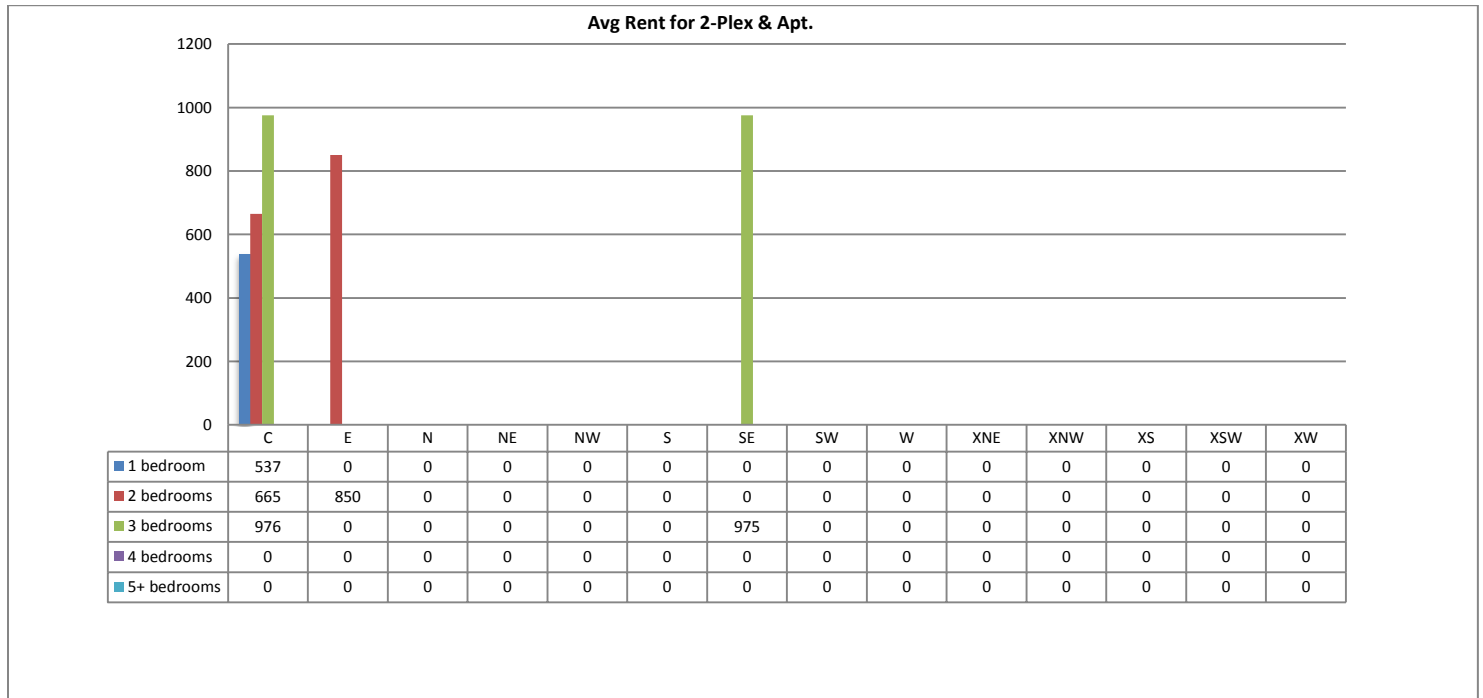 Avg Rent for 2-Plex & Apt.
1200
1000
800
600
400
200
0
C E N NE NW S SE SW W XNE XNW XS XSW XW
1 bedroom 537 0 0 0 0 0 0 0 0 0 0 0 0 0
2 bedrooms 665 850 0 0 0 0 0 0 0 0 0 0 0 0
3 bedrooms 976 0 0 0 0 0 975 0 0 0 0 0 0 0
4 bedrooms 0 0 0 0 0 0 0 0 0 0 0 0 0 0
5+ bedrooms 0 0 0 0 0 0 0 0 0 0 0 0 0 0